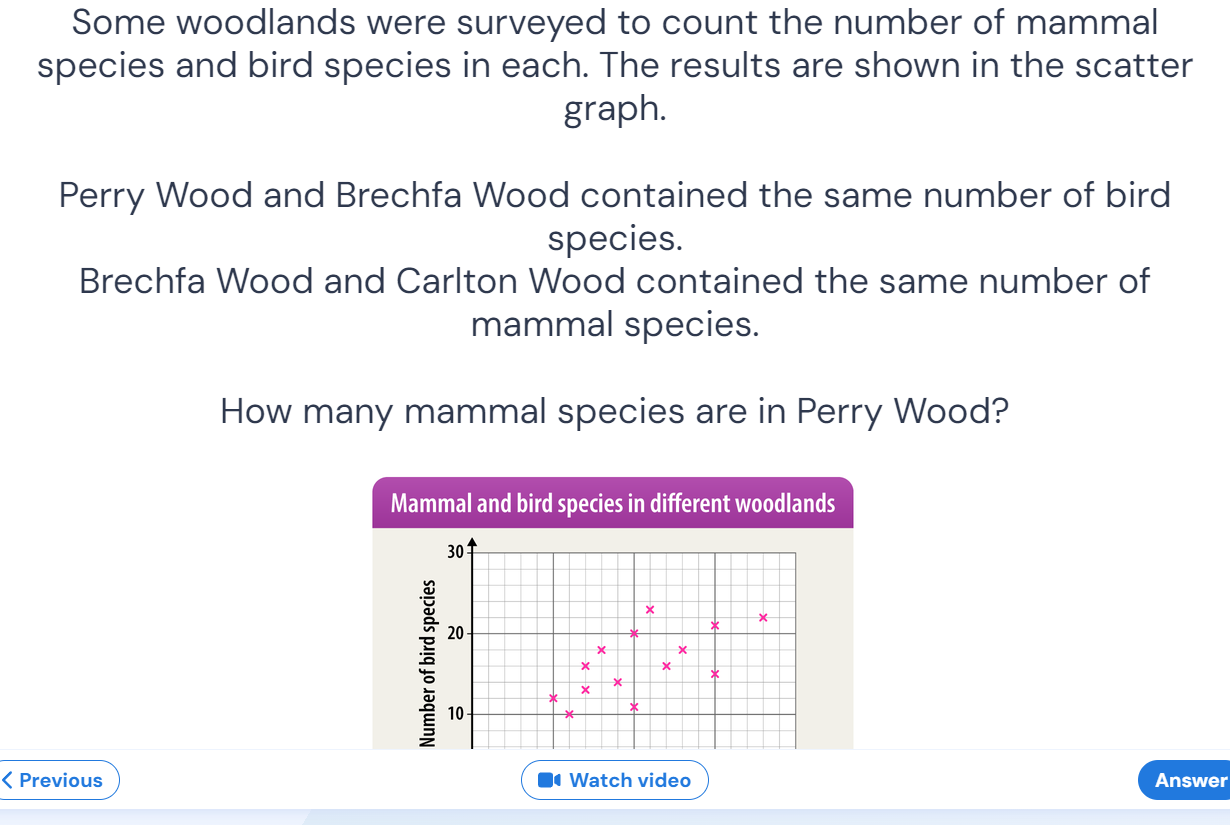 Some woodlands were surveyed to count the number of mammal
species and bird species in each. The results are shown in the scatter
graph.
Perry Wood and Brechfa Wood contained the same number of bird
species.
Brechfa Wood and Carlton Wood contained the same number of
mammal species.
How many mammal species are in Perry Wood?
Mammal and bird species in different woodlands
30
20
10
Number of bird species
Previous
Watch video
Answer